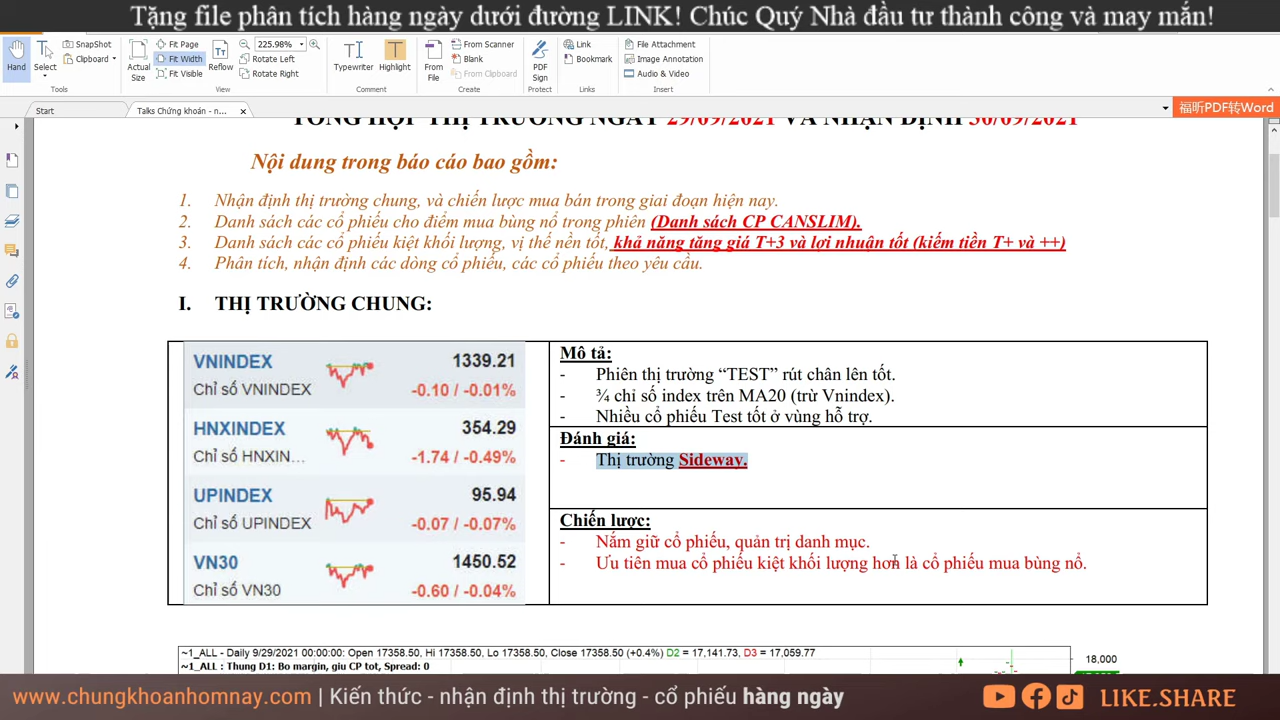 Tặng file phân tích hàng ngày dưới đường LINK! Chúc Quý Nhà đầu tư thành công và may mắn!
Hand
Select
SnapShot
Clipboard
Tools
Actual Size
Fit Page
Fit Width
Fit Visible
Reflow
225.98%
Rotate Left
Rotate Right
View
Typewriter
Highlight
Comment
From File
From Scanner
Blank
From Clipboard
Create
PDF Sign
Protect
Link
Bookmark
Links
File Attachment
Image Annotation
Audio & Video
Insert
Start
Talks Chứng khoán - n...
福昕PDF转Word
TỔNG HỢP THỊ TRƯỜNG NGÀY 29/09/2021 VÀ NHẬN ĐỊNH 30/09/2021
Nội dung trong báo cáo bao gồm:
1. Nhận định thị trường chung, và chiến lược mua bán trong giai đoạn hiện nay.
2. Danh sách các cổ phiếu cho điểm mua bùng nổ trong phiên (Danh sách CP CANSLIM).
3. Danh sách các cổ phiếu kiệt khối lượng, vị thế nền tốt, khả năng tăng giá T+3 và lợi nhuận tốt (kiếm tiền T+ và ++)
4. Phân tích, nhận định các dòng cổ phiếu, các cổ phiếu theo yêu cầu.
I. THỊ TRƯỜNG CHUNG:
VNINDEX 1339.21
Chỉ số VNINDEX -0.10 / -0.01%
HNXINDEX 354.29
Chỉ số HNXIN... -1.74 / -0.49%
UPINDEX 95.94
Chỉ số UPINDEX -0.07 / -0.07%
VN30 1450.52
Chỉ số VN30 -0.60 / -0.04%
Mô tả:
- Phiên thị trường “TEST” rút chân lên tốt.
- ¾ chỉ số index trên MA20 (trừ Vnindex).
- Nhiều cổ phiếu Test tốt ở vùng hỗ trợ.
Đánh giá:
- Thị trường Sideway.
Chiến lược:
- Nắm giữ cổ phiếu, quản trị danh mục.
- Ưu tiên mua cổ phiếu kiệt khối lượng hơn là cổ phiếu mua bùng nổ.
~1_ALL - Daily 9/29/2021 00:00:00: Open 17358.50, Hi 17358.50, Lo 17358.50, Close 17358.50 (+0.4%) D2 = 17,141.73, D3 = 17,059.77
~1_ALL : Thung D1: Bo margin, giu CP tot, Spread: 0
18,000
www.chungkhoanhomnay.com | Kiến thức - nhận định thị trường - cổ phiếu hàng ngày
LIKE.SHARE